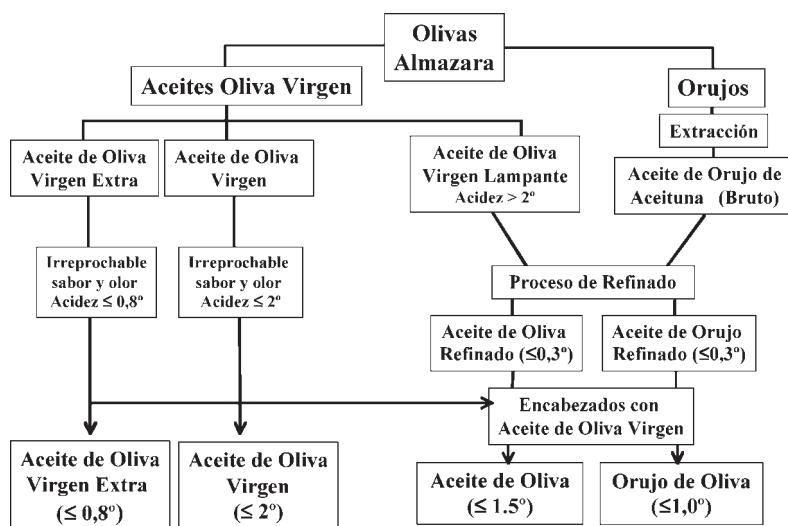 Olivas
Almazara
Aceites Oliva Virgen
Orujos
Extracción
Aceite de Oliva
Virgen Extra
Aceite de Oliva
Virgen
Aceite de Oliva
Virgen Lampante
Acidez > 2º
Aceite de Orujo de
Aceituna (Bruto)
Irreprochable
sabor y olor
Acidez ≤ 0,8º
Irreprochable
sabor y olor
Acidez ≤ 2º
Proceso de Refinado
Aceite de Oliva
Refinado (≤0,3º)
Aceite de Orujo
Refinado (≤0,3º)
Encabezados con
Aceite de Oliva Virgen
Aceite de Oliva
Virgen Extra
(≤ 0,8º)
Aceite de Oliva
Virgen
(≤ 2º)
Aceite de Oliva
(≤ 1.5º)
Orujo de Oliva
(≤1,0º)